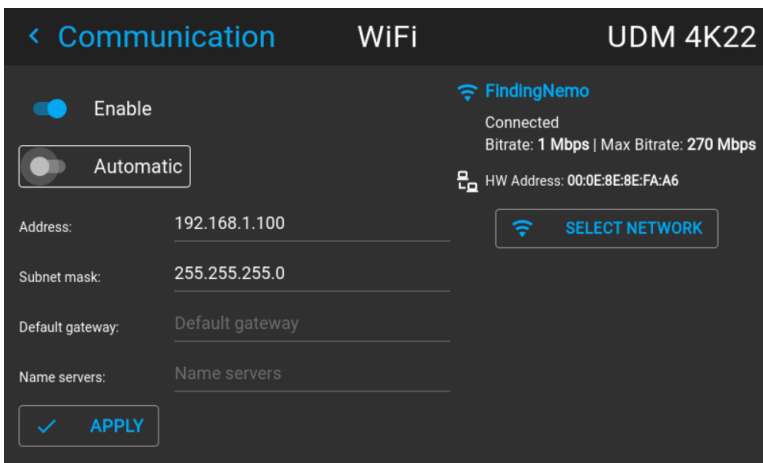 Communication WiFi UDM 4K22
Enable
Automatic
Address: 192.168.1.100
Subnet mask: 255.255.255.0
Default gateway: Default gateway
Name servers: Name servers
APPLY
FindingNemo
Connected
Bitrate: 1 Mbps | Max Bitrate: 270 Mbps
HW Address: 00:0E:8E:8E:FA:A6
SELECT NETWORK